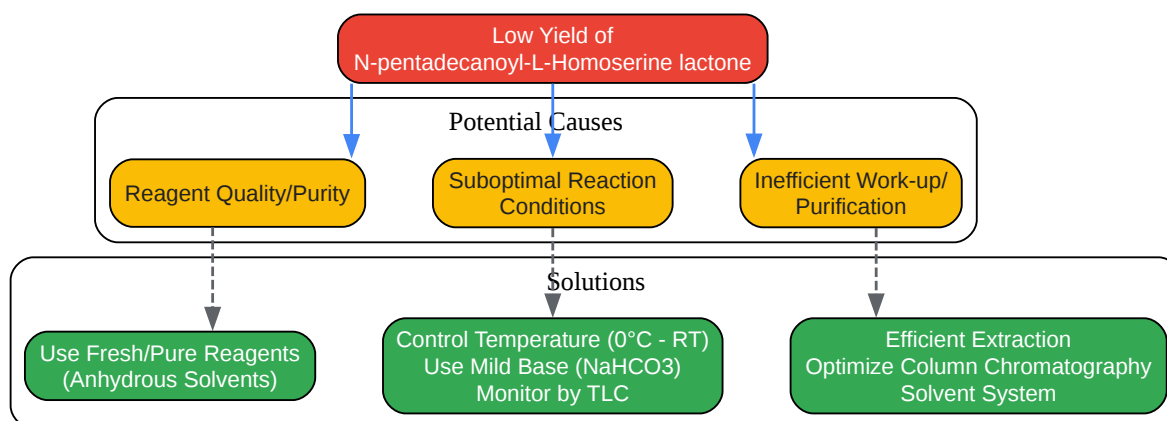 Low Yield of
N-pentadecanoyl-L-Homoserine lactone
Potential Causes
Reagent Quality/Purity
Suboptimal Reaction
Conditions
Inefficient Work-up/
Purification
Solutions
Use Fresh/Pure Reagents
(Anhydrous Solvents)
Control Temperature (0°C - RT)
Use Mild Base (NaHCO3)
Monitor by TLC
Efficient Extraction
Optimize Column Chromatography
Solvent System